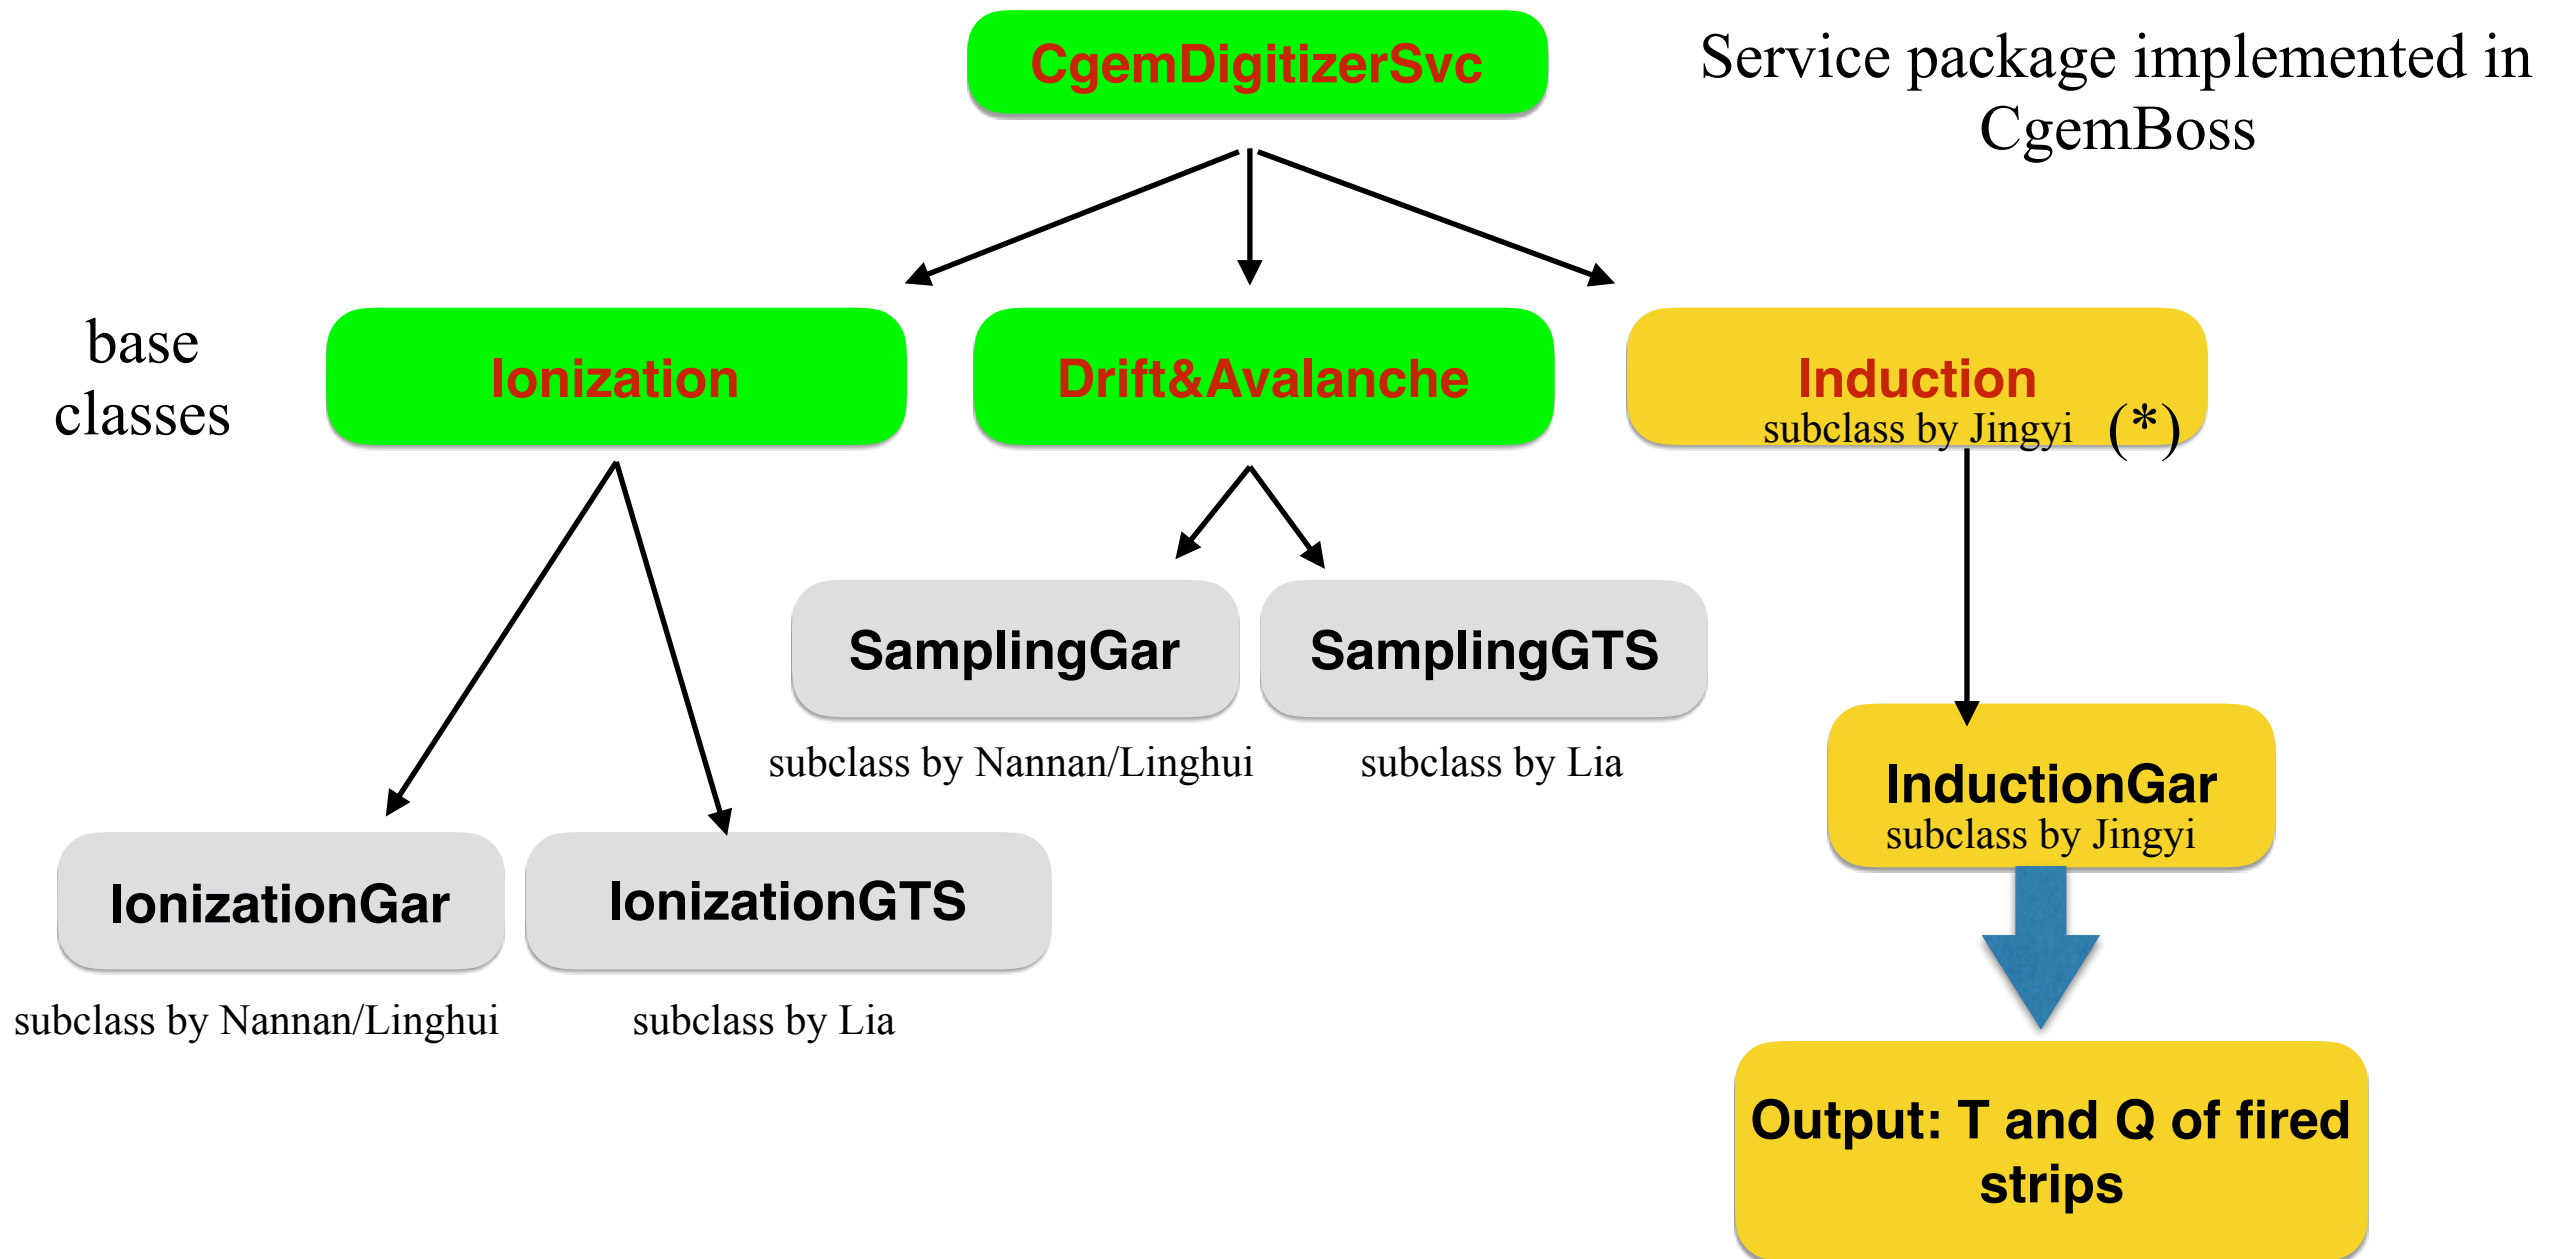 CgemDigitizerSvc
Service package implemented in
CgemBoss
base
classes
Ionization
Drift&Avalanche
Induction
subclass by Jingyi (*)
SamplingGar
SamplingGTS
subclass by Nannan/Linghui
subclass by Lia
InductionGar
subclass by Jingyi
IonizationGar
IonizationGTS
subclass by Nannan/Linghui
subclass by Lia
Output: T and Q of fired
strips